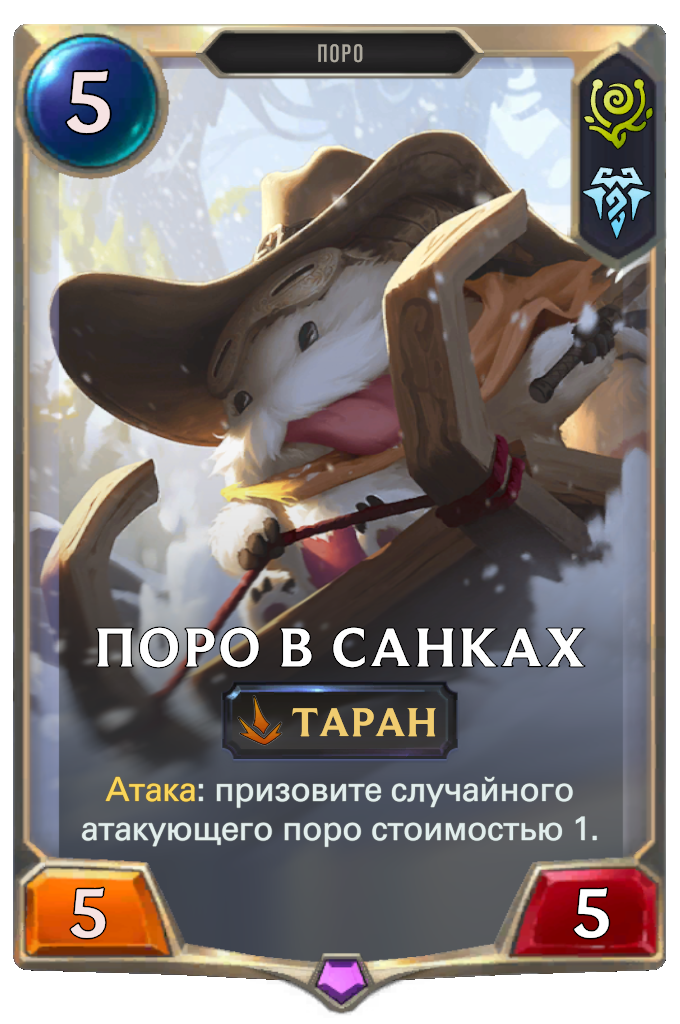 ПОРО
5
ПОРО В САНКАХ
ТАРАН
Атака: призовите случайного
атакующего поро стоимостью 1.
5
5